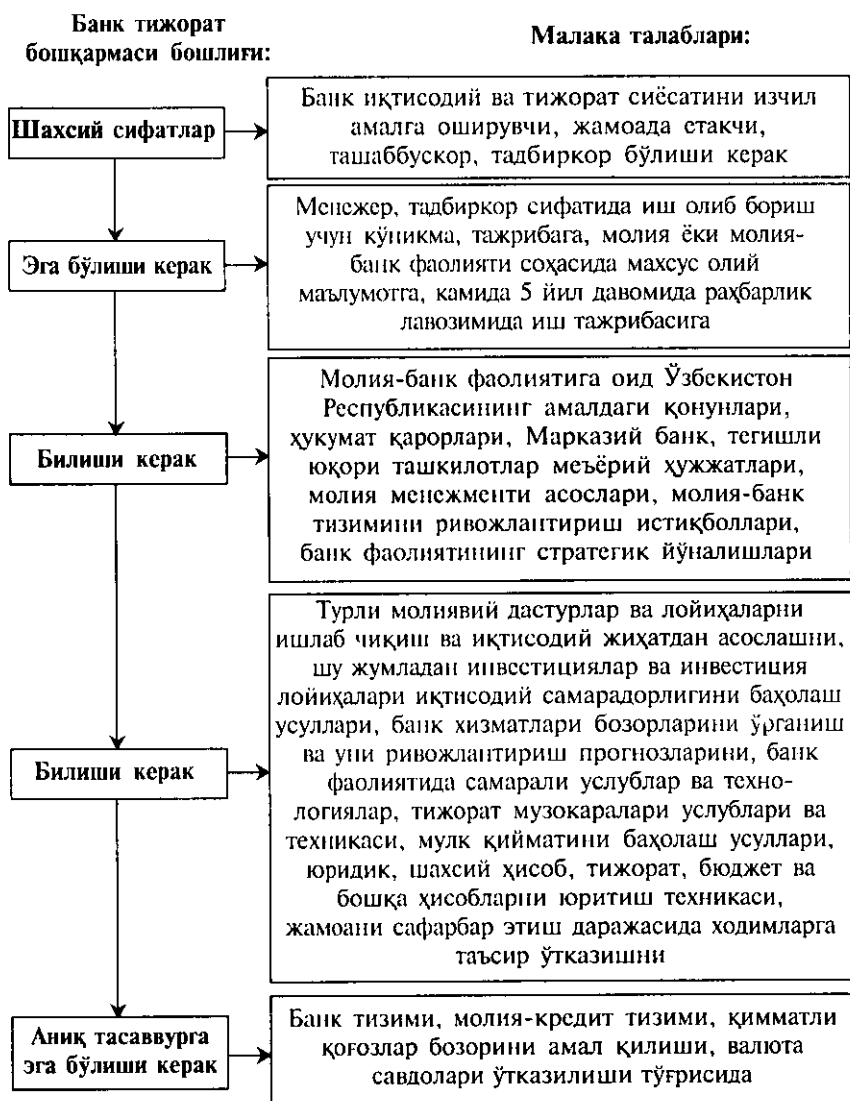 Банк тижорат
бошқармаси бошлиғи:
Малака талаблари:
Шахсий сифатлар
Банк иқтисодий ва тижорат сиёсатини изчил
амалга оширувчи, жамоада етакчи,
ташаббускор, тадбиркор бўлиши керак
Эга бўлиши керак
Менежер, тадбиркор сифатида иш олиб бориш
учун кўникма, тажрибага, молия ёки молия-
банк фаолияти соҳасида махсус олий
маълумотга, камида 5 йил давомида раҳбарлик
лавозимида иш тажрибасига
Билиши керак
Молия-банк фаолиятига оид Ўзбекистон
Республикасининг амалдаги қонунлари,
ҳукумат қарорлари, Марказий банк, тегишли
юқори ташкилотлар меъёрий ҳужжатлари,
молия менежменти асослари, молия-банк
тизимини ривожлантириш истиқболлари,
банк фаолиятининг стратегик йўналишлари
Билиши керак
Турли молиявий дастурлар ва лойиҳаларни
ишлаб чиқиш ва иқтисодий жиҳатдан асослашни,
шу жумладан инвестициялар ва инвестиция
лойиҳалари иқтисодий самарадорлигини баҳолаш
усуллари, банк хизматлари бозорларини ўрганиш
ва уни ривожлантириш прогнозларини, банк
фаолиятида самарали услублар ва техно-
логиялар, тижорат музокаралари услублари ва
техникаси, мулк қийматини баҳолаш усуллари,
юридик, шахсий ҳисоб, тижорат, бюджет ва
бошқа ҳисобларни юритиш техникаси,
жамоани сафарбар этиш даражасида ходимларга
таъсир ўтказишни
Аниқ тасаввурга
эга бўлиши керак
Банк тизими, молия-кредит тизими, қимматли
қоғозлар бозорини амал қилиши, валюта
савдолари ўтказилиши тўғрисида